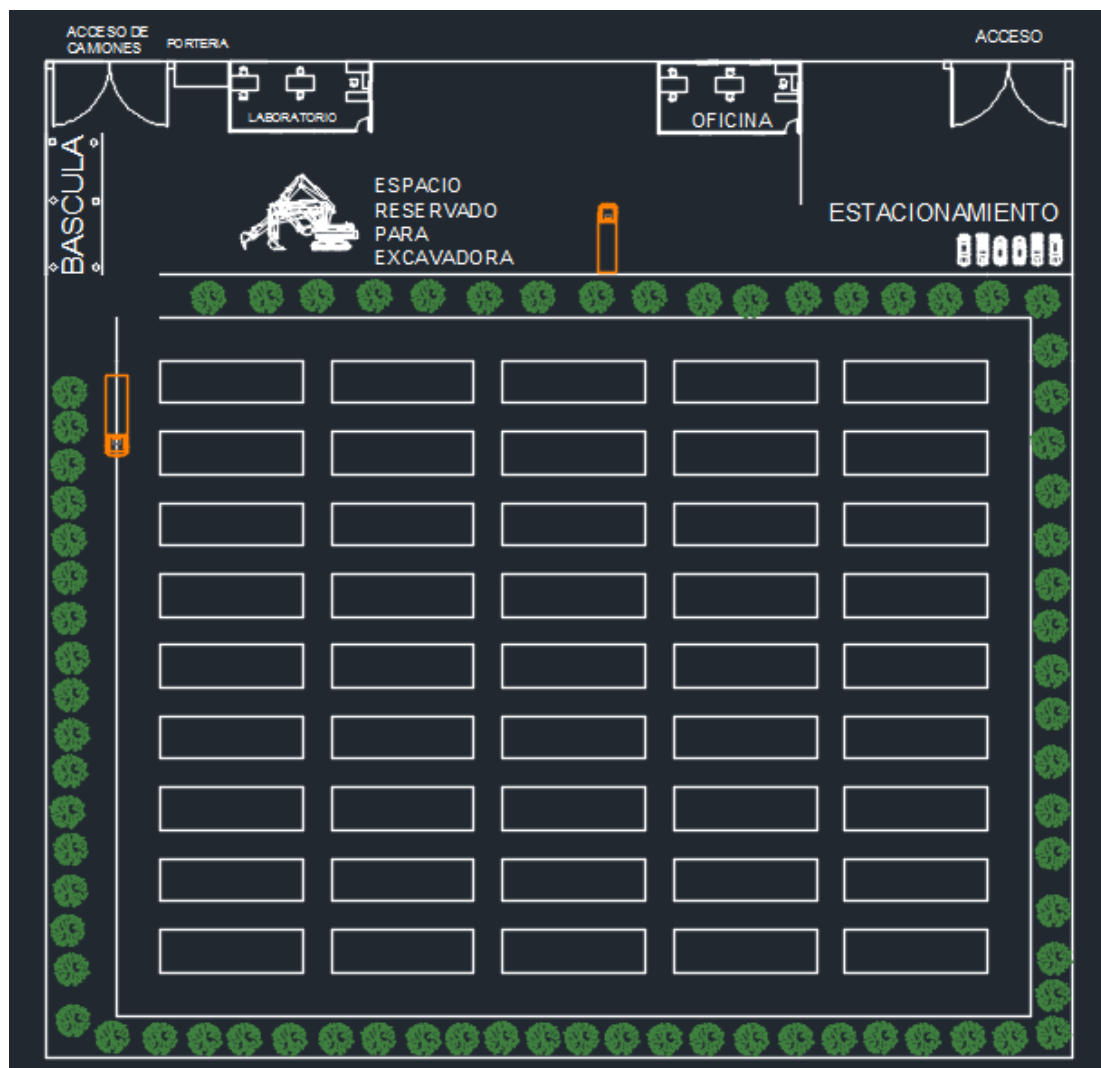 ACCESO DE
CAMIONES
PORTERIA
ACCESO
LABORATORIO
OFICINA
BASCULA
ESPACIO
RESERVADO
PARA
EXCAVADORA
ESTACIONAMIENTO